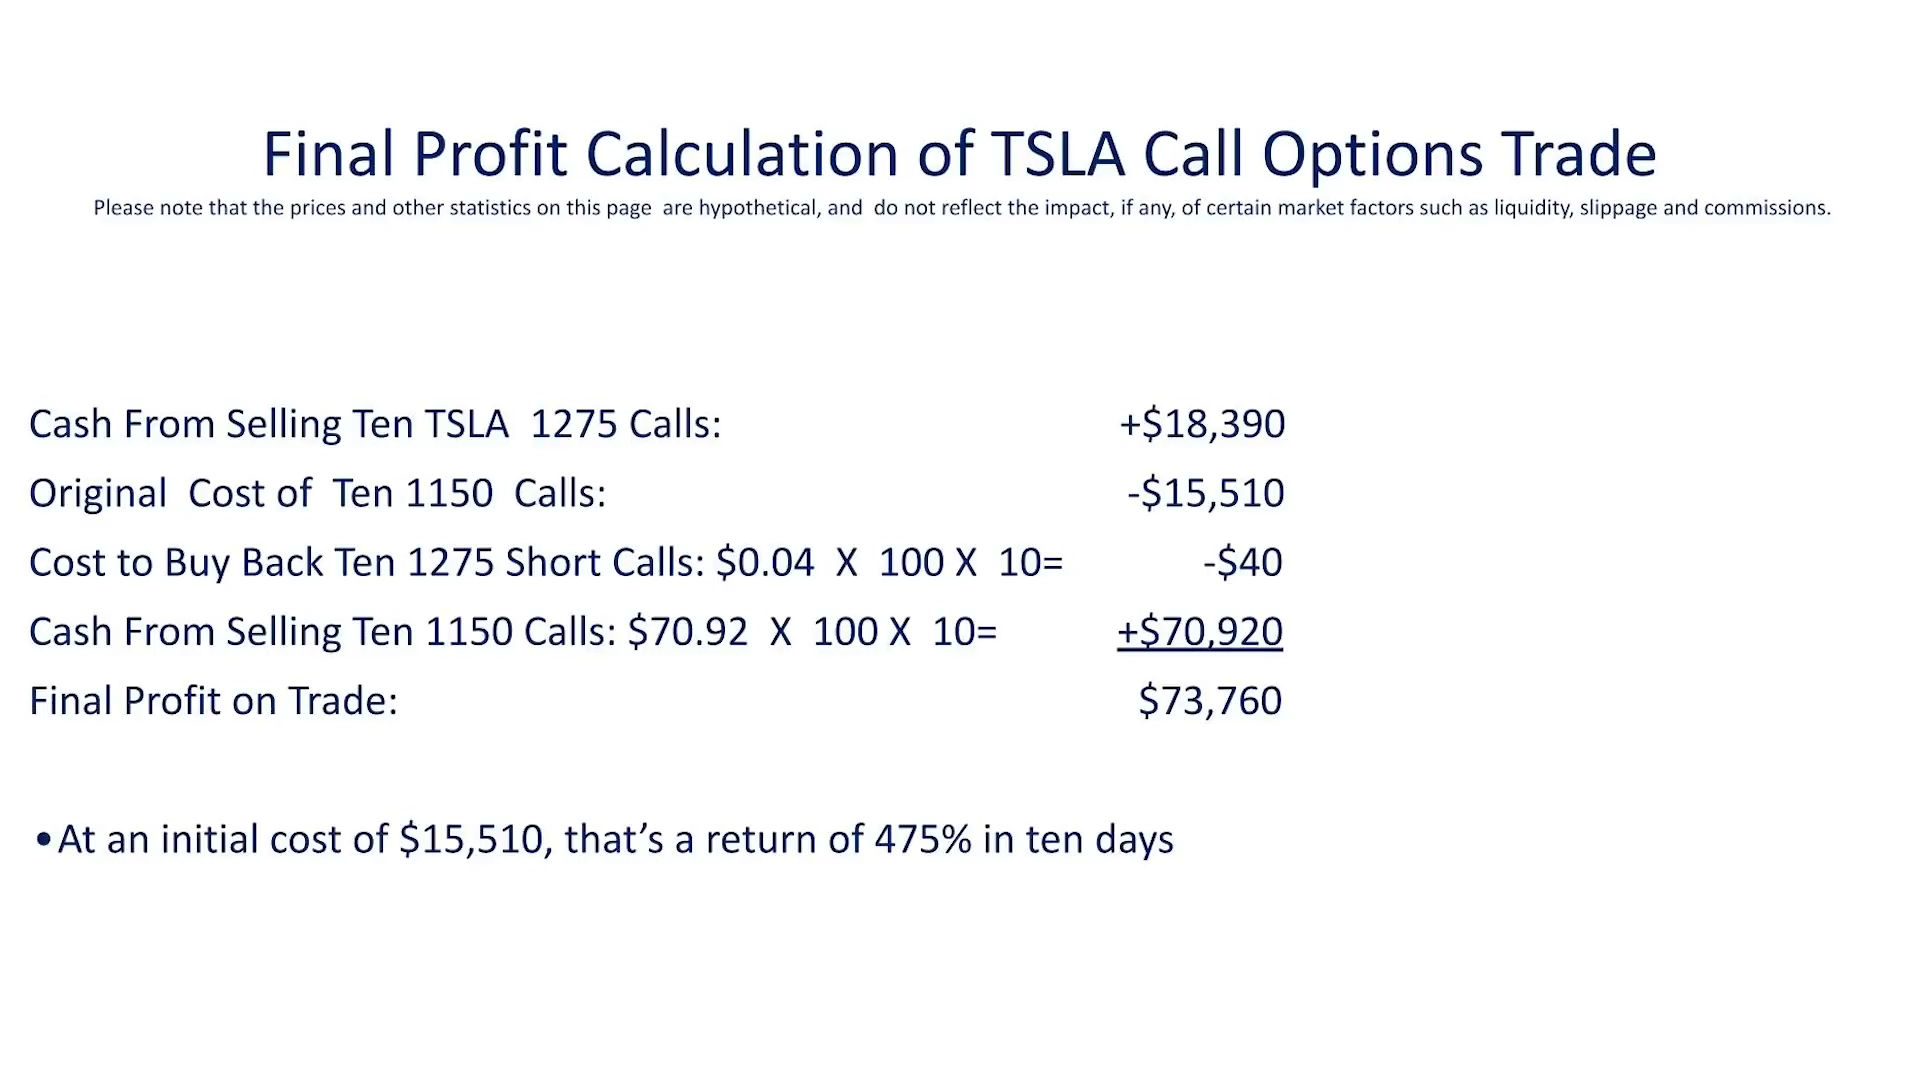 Final Profit Calculation of TSLA Call Options Trade
Please note that the prices and other statistics on this page are hypothetical, and do not reflect the impact, if any, of certain market factors such as liquidity, slippage and commissions.
Cash From Selling Ten TSLA 1275 Calls: +$18,390
Original Cost of Ten 1150 Calls: -$15,510
Cost to Buy Back Ten 1275 Short Calls: $0.04 X 100 X 10= -$40
Cash From Selling Ten 1150 Calls: $70.92 X 100 X 10= +$70,920
Final Profit on Trade: $73,760
•At an initial cost of $15,510, that’s a return of 475% in ten days